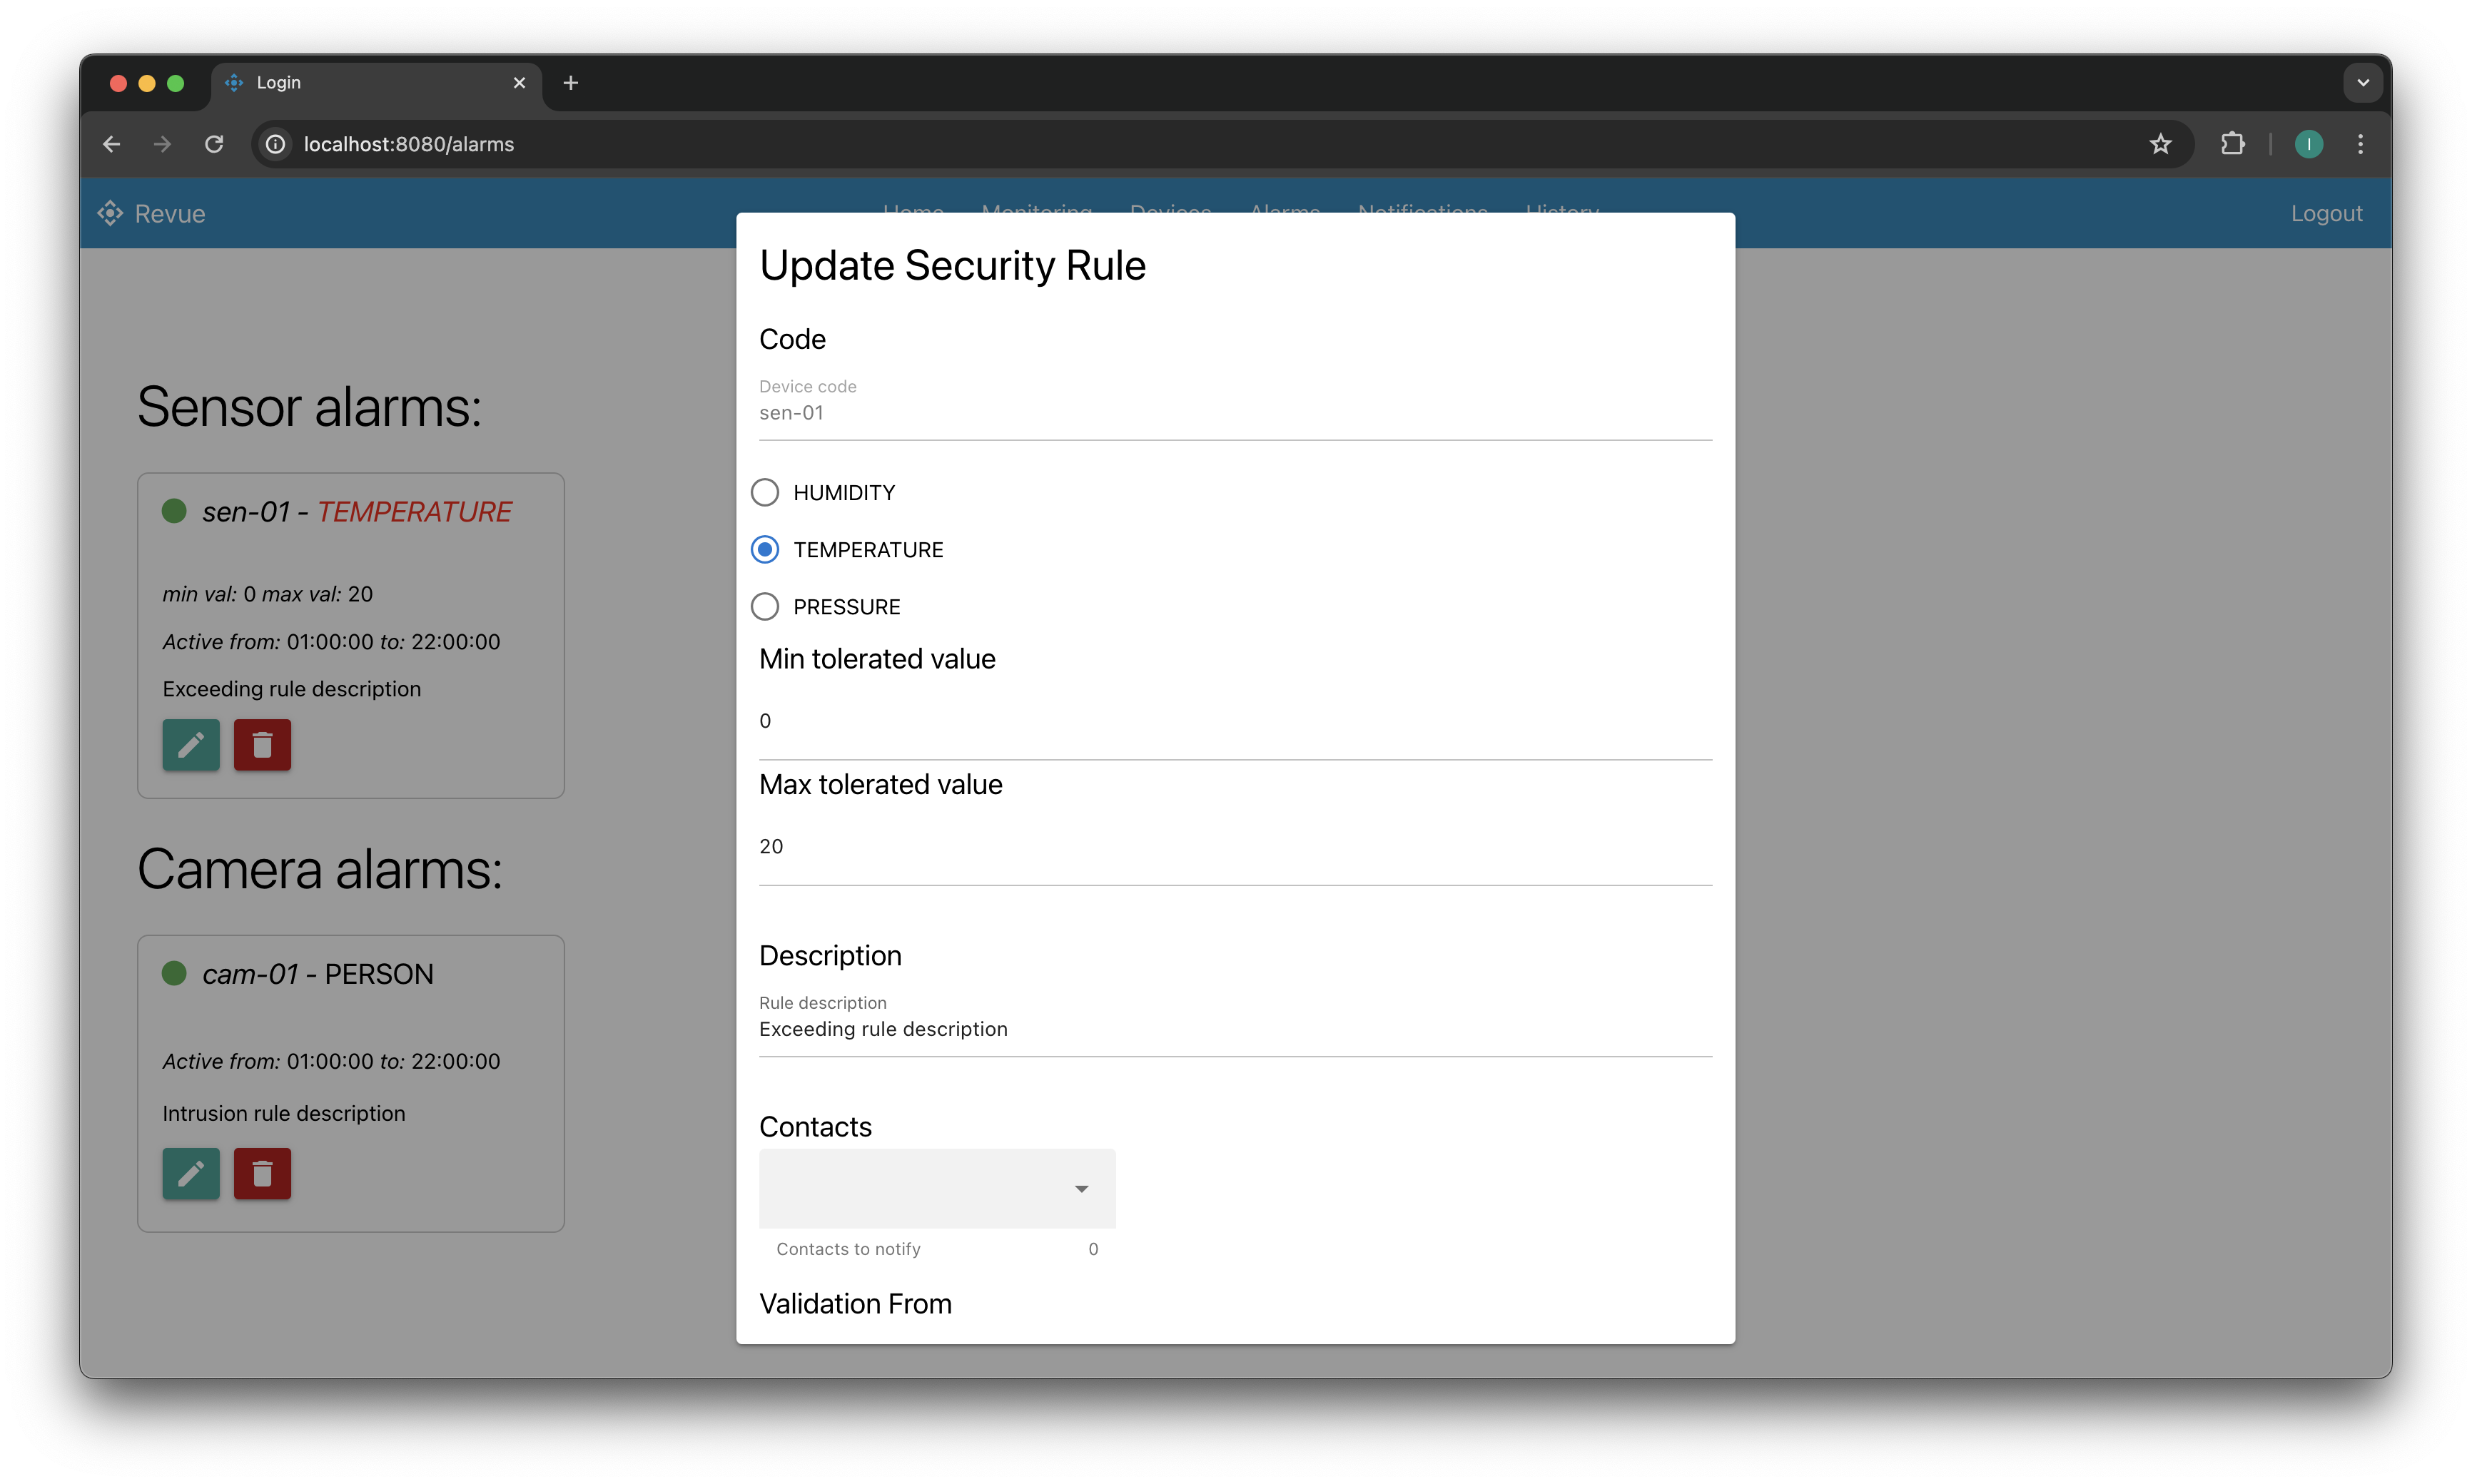 Login
localhost:8080/alarms
I
Revue
Home Monitoring Devices Alarms Notifications History
Logout
Sensor alarms:
sen-01 - TEMPERATURE
min val: 0 max val: 20
Active from: 01:00:00 to: 22:00:00
Exceeding rule description
Camera alarms:
cam-01 - PERSON
Active from: 01:00:00 to: 22:00:00
Intrusion rule description
Update Security Rule
Code
Device code
sen-01
HUMIDITY
TEMPERATURE
PRESSURE
Min tolerated value
0
Max tolerated value
20
Description
Rule description
Exceeding rule description
Contacts
Contacts to notify 0
Validation From